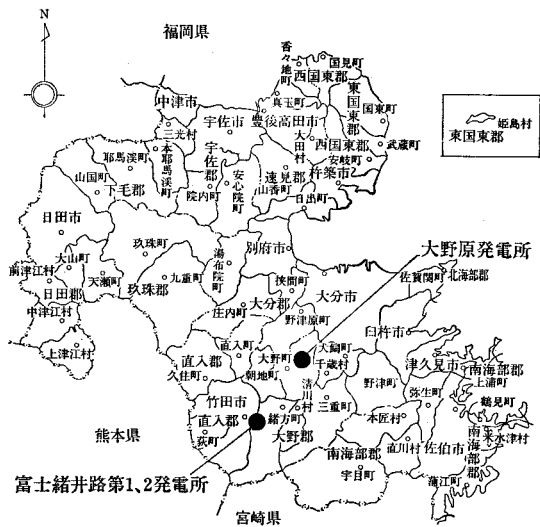 N
福岡県
香々地町
国見町
西国東郡
東国東郡
国東町
真玉町
中津市
三光村
宇佐市
豊後高田市
大田村
西国東郡
武蔵町
安岐町
姫島村
東国東郡
耶馬渓町
本耶馬渓町
宇佐郡
安心院町
速見郡
山香町
杵築市
山国町
下毛郡
院内町
日出町
日田市
玖珠町
湯布院町
別府市
大野原発電所
大山町
前津江村
天瀬町
九重町
玖珠郡
挾間町
佐賀関町
北海部郡
日田郡
大分郡
大分市
庄内町
野津原町
中津江村
臼杵市
上津江村
直入郡
直入町
大野町
犬飼町
千歳村
津久見市
南海部郡
上浦町
久住町
朝地町
清川村
野津町
弥生町
鶴見町
竹田市
緒方町
三重町
本匠村
米水津村
直入郡
荻町
大野郡
南海部郡
直川村
佐伯市
南海部郡
熊本県
宇目町
蒲江町
富士緒井路第1､2発電所
宮崎県